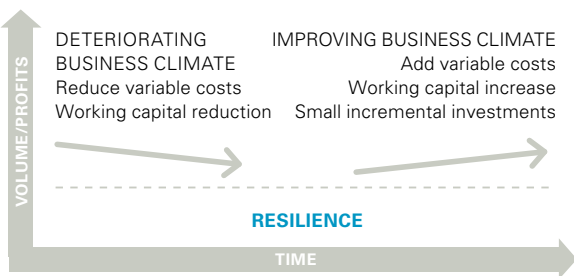 VOLUME/PROFITS
DETERIORATING
BUSINESS CLIMATE
Reduce variable costs
Working capital reduction
IMPROVING BUSINESS CLIMATE
Add variable costs
Working capital increase
Small incremental investments
RESILIENCE
TIME